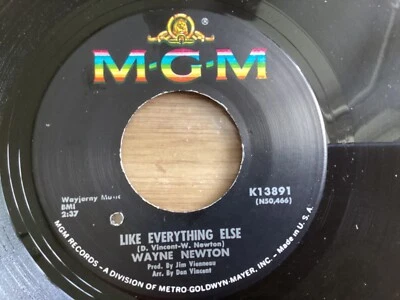 ®
M-G-M
Wayjerny Music
BMI
2:37
K13891
(N50,466)
LIKE EVERYTHING ELSE
(D. Vincent-W. Newton)
WAYNE NEWTON
Prod. By Jim Vienneau
Arr. By Don Vincent
MGM RECORDS - A DIVISION OF METRO-GOLDWYN-MAYER, INC.
Made in U.S.A.